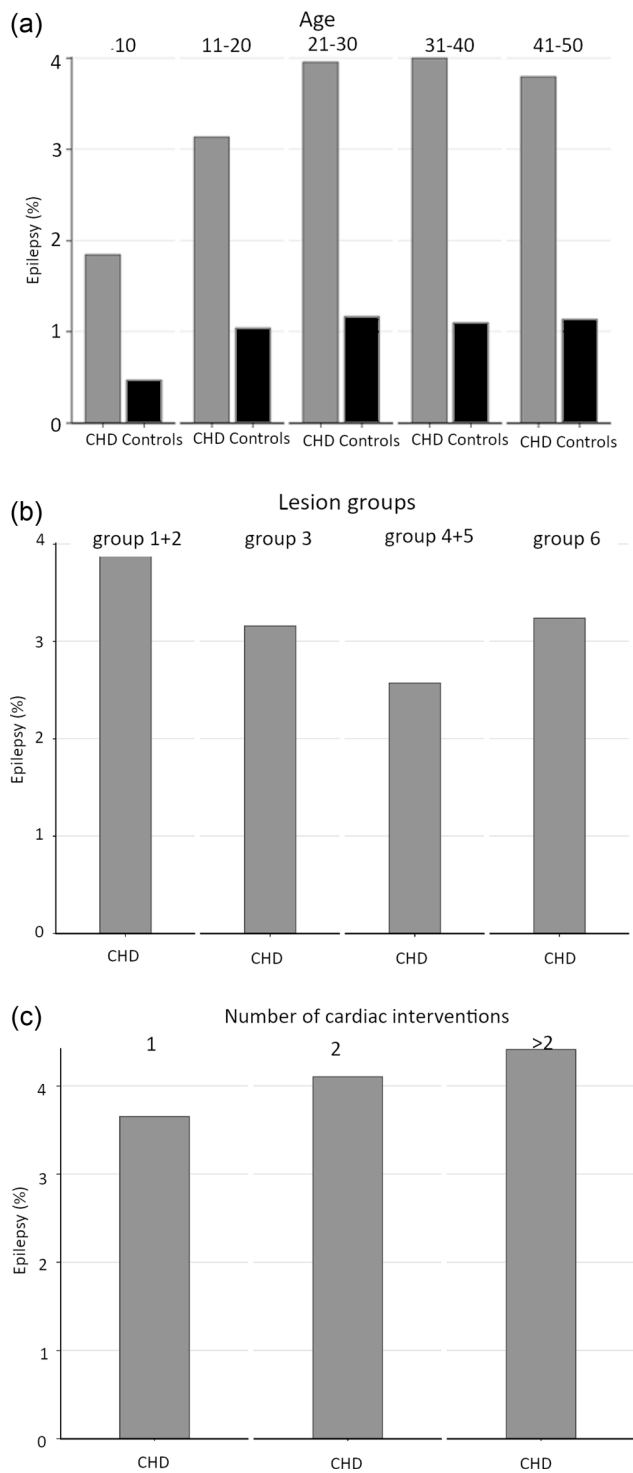 (a)
Age
-10 11-20 21-30 31-40 41-50
4
3
2
1
0
Epilepsy (%)
CHD Controls CHD Controls CHD Controls CHD Controls CHD Controls
(b)
Lesion groups
group 1+2 group 3 group 4+5 group 6
4
3
2
1
0
Epilepsy (%)
CHD CHD CHD CHD
(c)
Number of cardiac interventions
1 2 >2
4
3
2
1
0
Epilepsy (%)
CHD CHD CHD